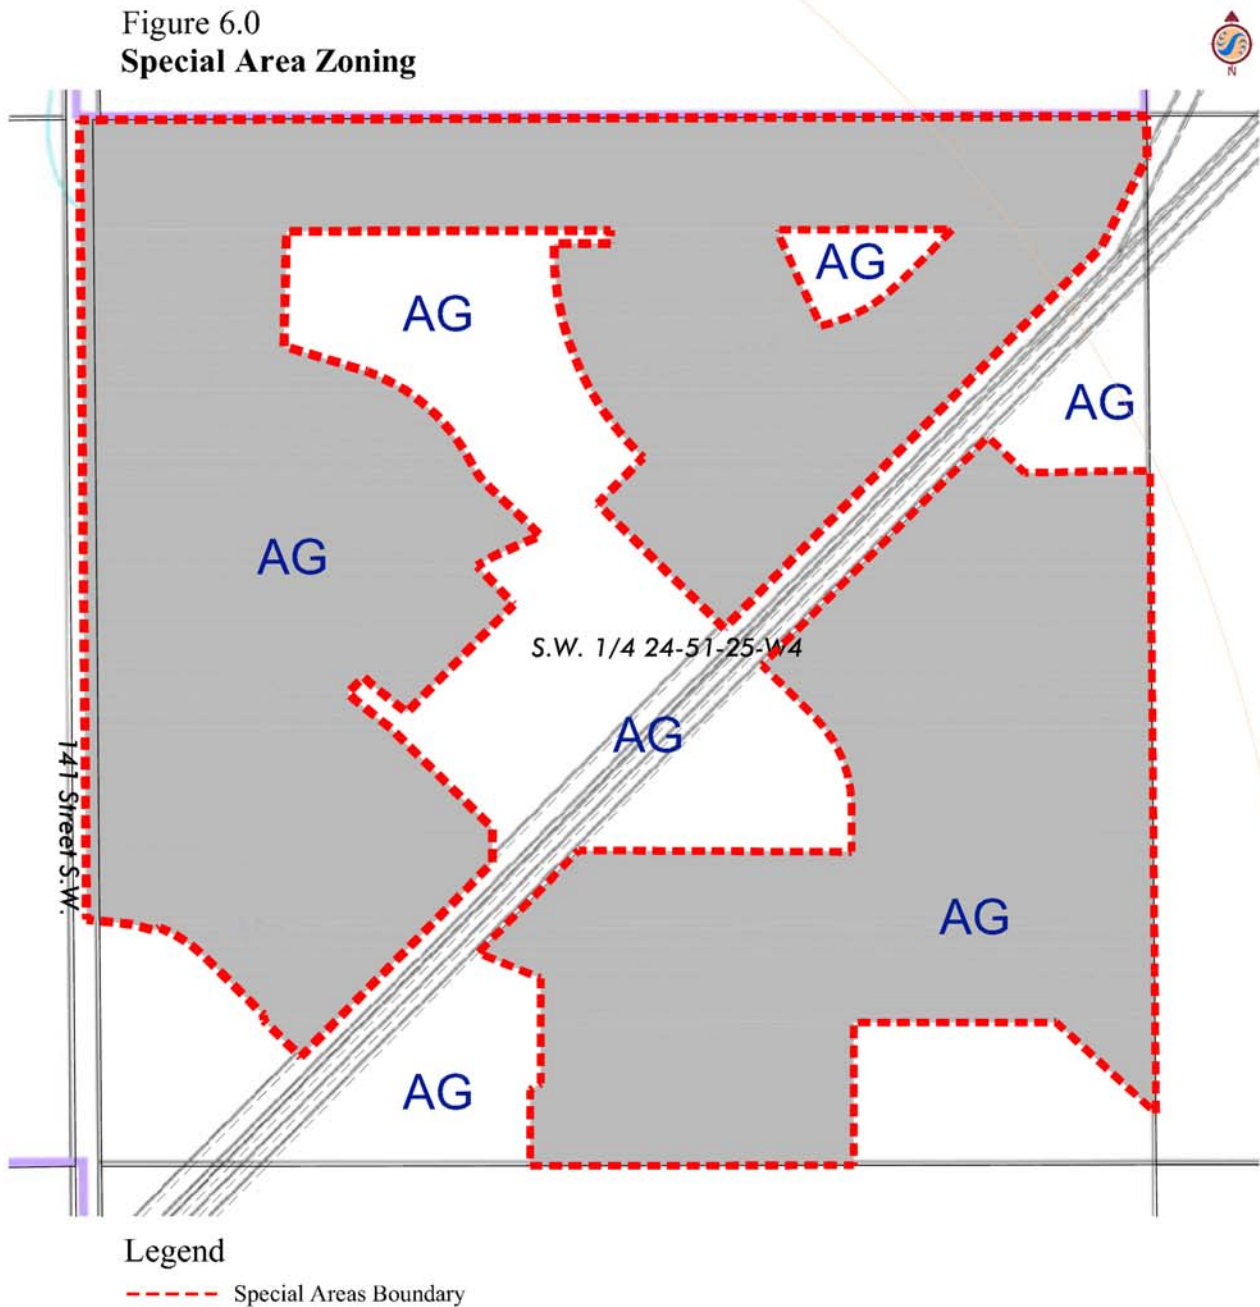 Figure 6.0
Special Area Zoning
N
AG
AG
AG
AG
S.W. 1/4 24-51-25-W4
AG
141 Street S.W.
AG
AG
Legend
Special Areas Boundary